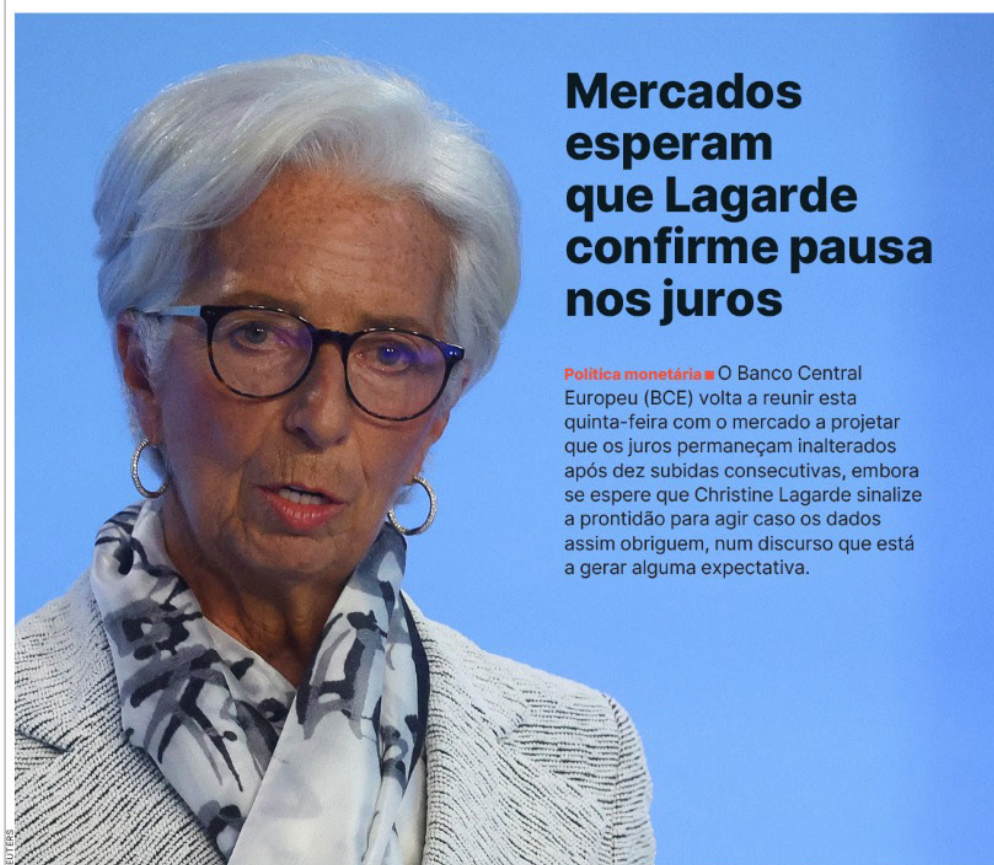 Mercados
esperam
que Lagarde
confirme pausa
nos juros
Política monetária ■ O Banco Central
Europeu (BCE) volta a reunir esta
quinta-feira com o mercado a projetar
que os juros permaneçam inalterados
após dez subidas consecutivas, embora
se espere que Christine Lagarde sinalize
a prontidão para agir caso os dados
assim obriguem, num discurso que está
a gerar alguma expectativa.
EUTERS